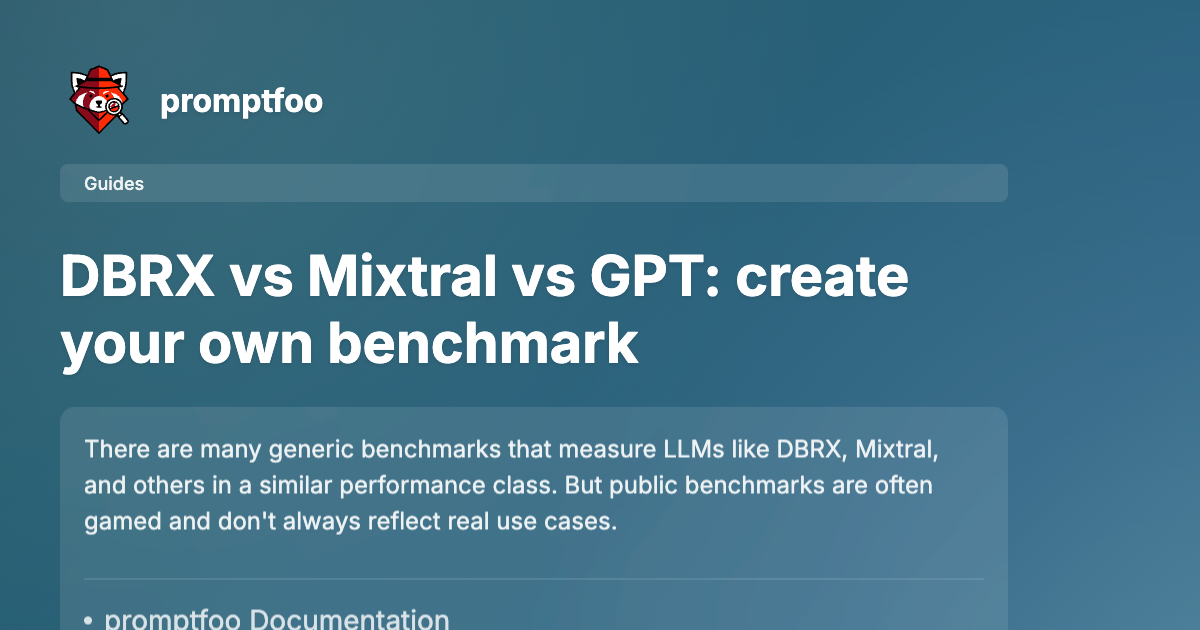 promptfoo
Guides
DBRX vs Mixtral vs GPT: create
your own benchmark
There are many generic benchmarks that measure LLMs like DBRX, Mixtral,
and others in a similar performance class. But public benchmarks are often
gamed and don't always reflect real use cases.
• promptfoo Documentation